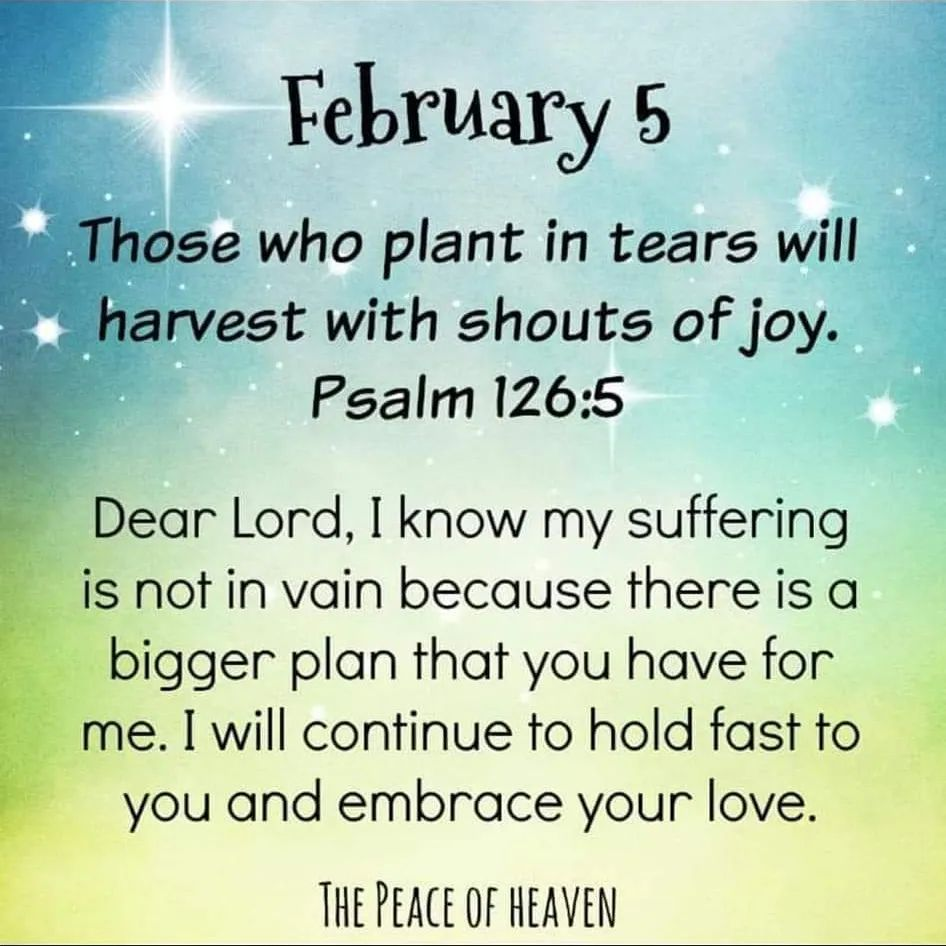 February 5
Those who plant in tears will
harvest with shouts of joy.
Psalm 126:5
Dear Lord, I know my suffering
is not in vain because there is a
bigger plan that you have for
me. I will continue to hold fast to
you and embrace your love.
THE PEACE OF HEAVEN